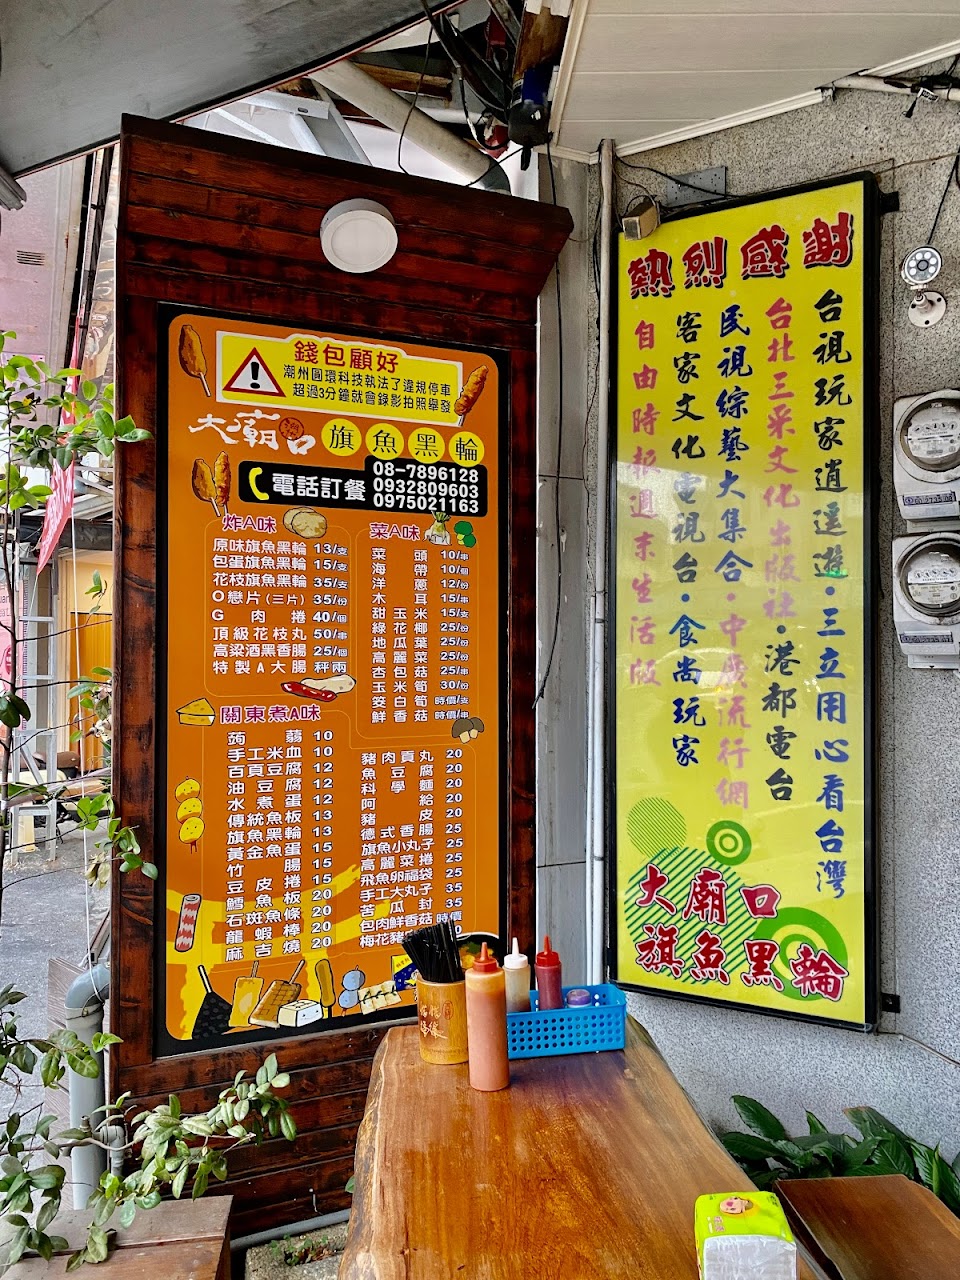 錢包顧好
潮州圓環科技執法了違規停車
超過3分鐘就會錄影拍照舉發
大廟口 旗魚黑輪
電話訂餐
08-7896128
0932809603
0975021163
炸A味
原味旗魚黑輪 13/支
包蛋旗魚黑輪 15/支
花枝旗魚黑輪 35/支
O戀片(三片) 35/份
G肉捲 40/個
頂級花枝丸 50/串
高粱酒黑香腸 25/個
特製A大腸 秤兩
菜A味
菜頭 10/串
海帶 10/個
洋蔥 12/份
木耳 15/串
甜玉米 15/支
綠花椰 25/份
地瓜葉 25/份
高麗菜 25/份
杏包菇 25/串
玉米筍 30/份
筊白筍 時價/支
鮮香菇 時價/串
關東煮A味
蒟蒻 10
手工米血 10
百頁豆腐 12
油豆腐 12
水煮蛋 12
傳統魚板 13
旗魚黑輪 13
黃金魚蛋 15
竹腸 15
豆皮捲 15
鱈魚板 20
石斑魚條 20
龍蝦棒 20
麻吉燒 20
豬肉貢丸 20
魚豆腐 20
科學麵 20
阿給 20
豬皮 20
德式香腸 25
旗魚小丸子 25
高麗菜捲 25
飛魚卵福袋 25
手工大丸子 35
苦瓜封 35
包肉鮮香菇 時價
梅花豬
熱烈感謝
台視玩家逍遙遊・三立用心看台灣
台北三采文化出版社・港都電台
民視綜藝大集合・中廣流行網
客家文化電視台・食尚玩家
自由時報週末生活版
大廟口
旗魚黑輪